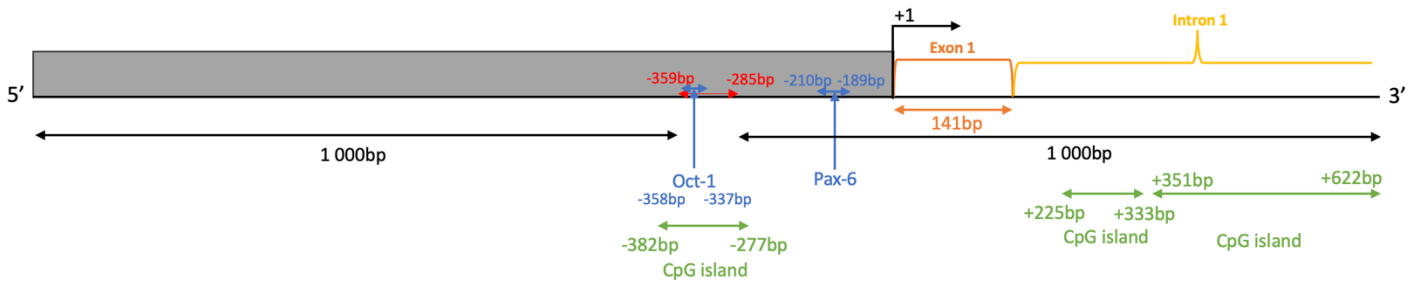 +1
Intron 1
Exon 1
-359bp
-285bp
-210bp
-189bp
5’
3’
141bp
1 000bp
1 000bp
Oct-1
Pax-6
-358bp
-337bp
+351bp
+622bp
+225bp
+333bp
-382bp
-277bp
CpG island
CpG island
CpG island